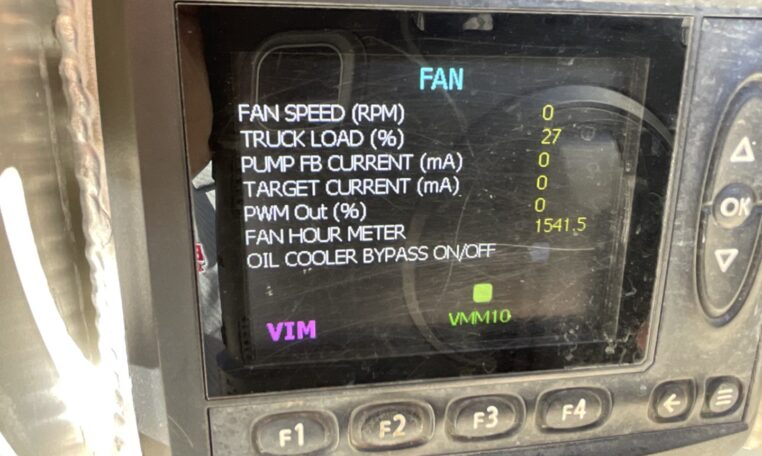 FAN
FAN SPEED (RPM) 0
TRUCK LOAD (%) 27
PUMP FB CURRENT (mA) 0
TARGET CURRENT (mA) 0
PWM Out (%) 0
FAN HOUR METER 1541.5
OIL COOLER BYPASS ON/OFF
VIM
VMM10
OK
F1 F2 F3 F4